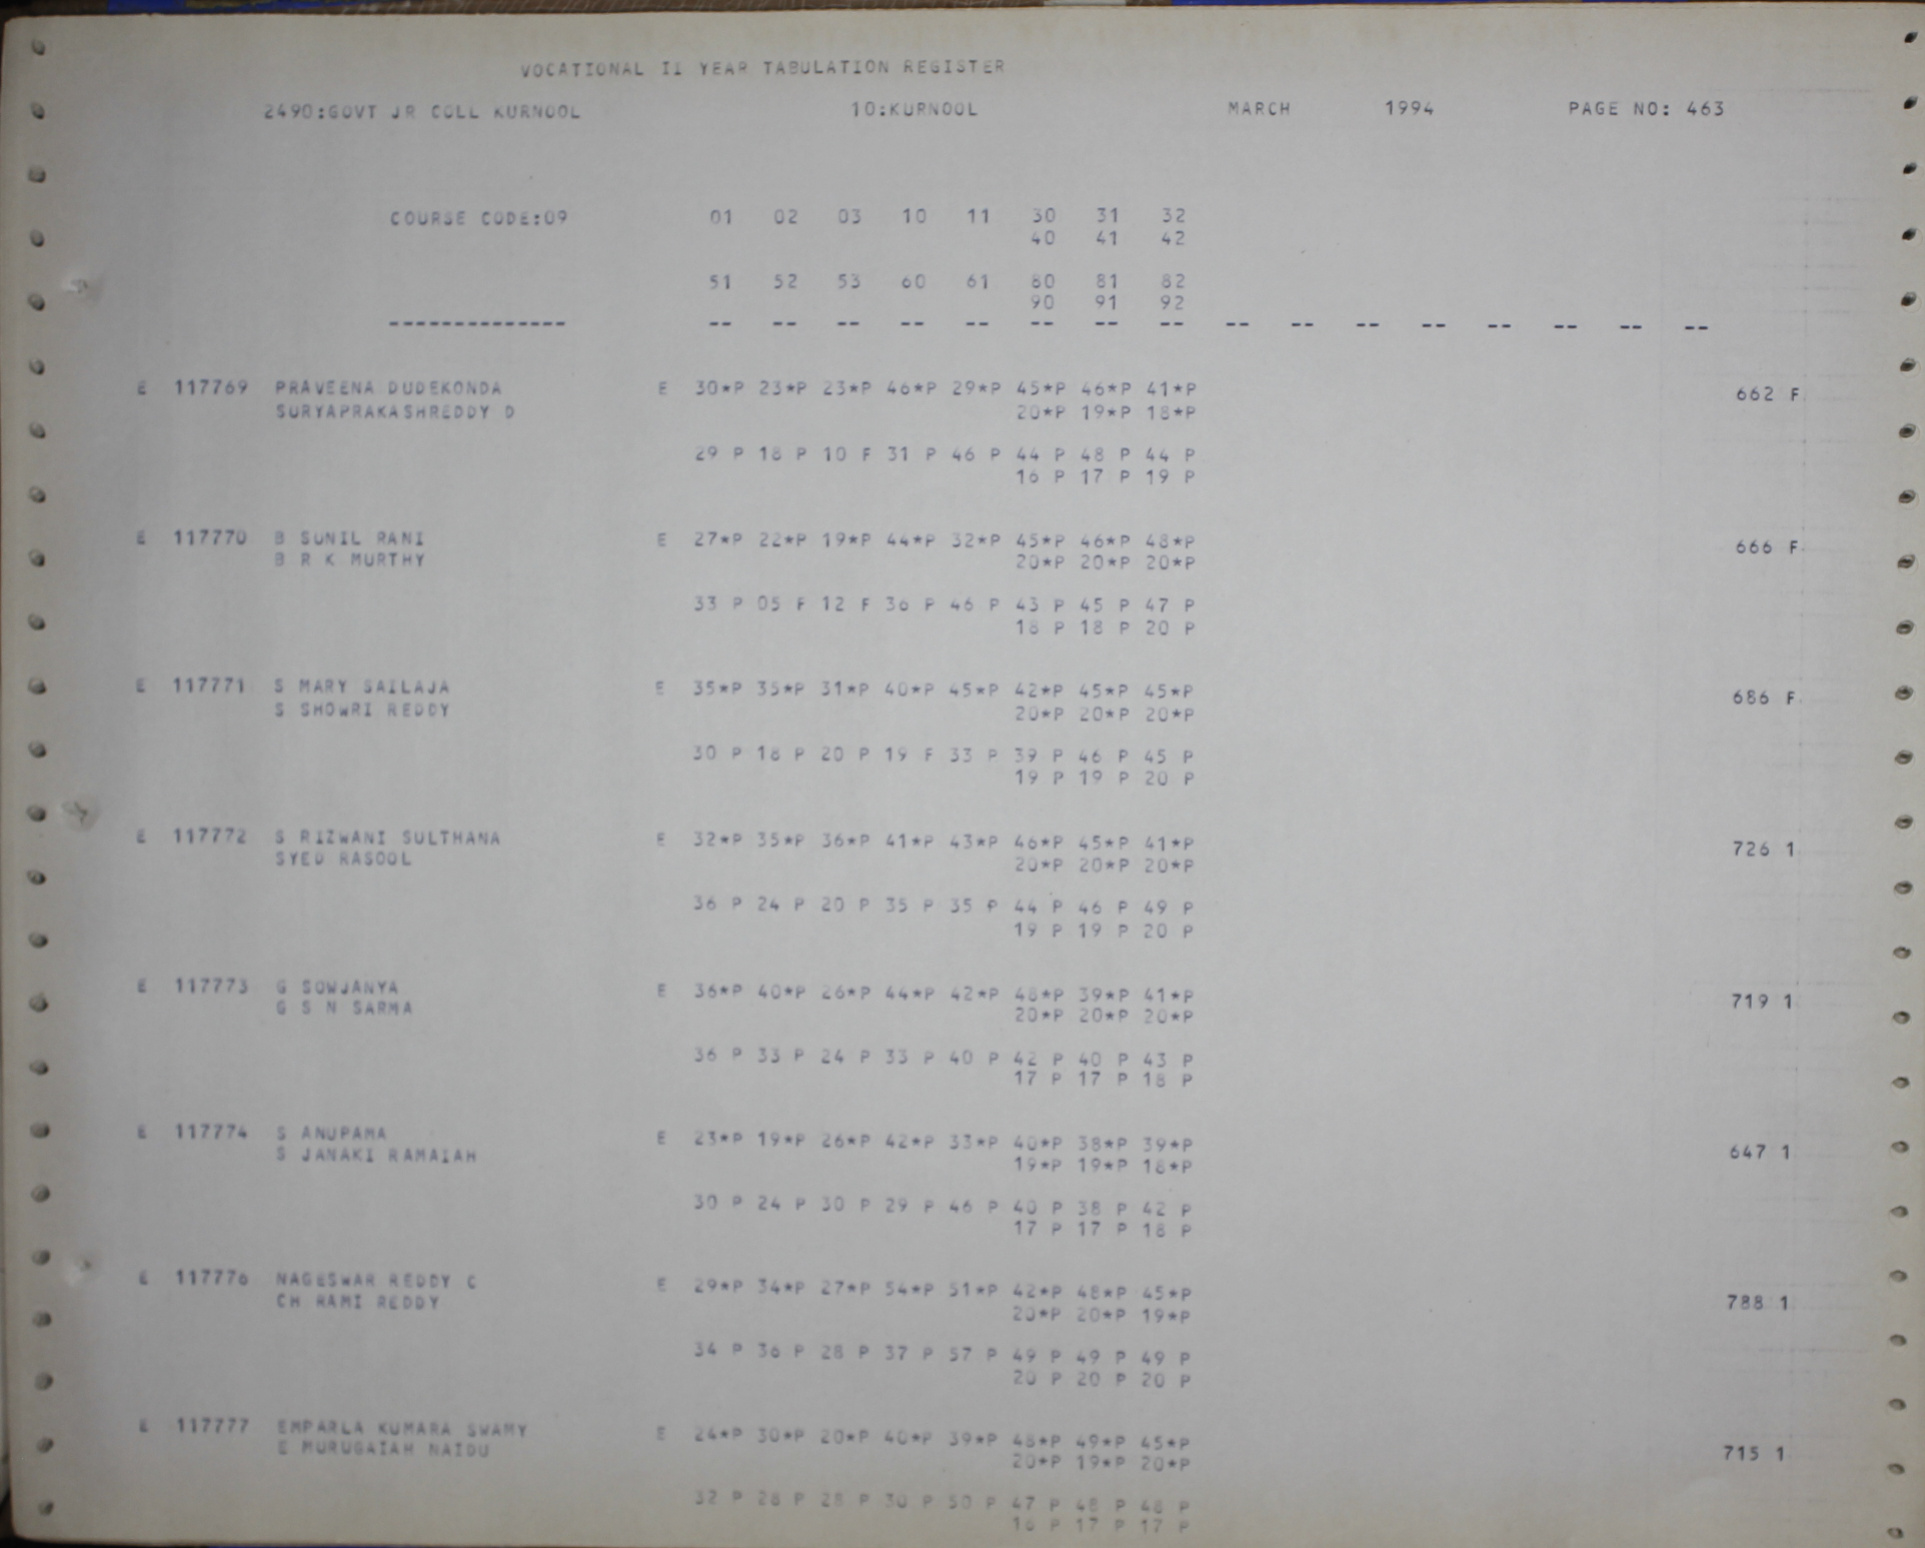 VOCATIONAL II YEAR TABULATION REGISTER
2490:GOVT JR COLL KURNOOL 10:KURNOOL MARCH 1994 PAGE NO: 463
COURSE CODE:09 01 02 03 10 11 30 31 32
40 41 42
51 52 53 60 61 80 81 82
90 91 92
-------------- -- -- -- -- -- -- -- -- -- -- -- -- -- -- -- --
E 117769 PRAVEENA DUDEKONDA E 30*P 23*P 23*P 46*P 29*P 45*P 46*P 41*P 662 F
SURYAPRAKASHREDDY D 20*P 19*P 18*P
29 P 18 P 10 F 31 P 46 P 44 P 48 P 44 P
16 P 17 P 19 P
E 117770 B SUNIL RANI E 27*P 22*P 19*P 44*P 32*P 45*P 46*P 48*P 666 F
B R K MURTHY 20*P 20*P 20*P
33 P 05 F 12 F 36 P 46 P 43 P 45 P 47 P
18 P 18 P 20 P
E 117771 S MARY SAILAJA E 35*P 35*P 31*P 40*P 45*P 42*P 45*P 45*P 686 F
S SHOWRI REDDY 20*P 20*P 20*P
30 P 18 P 20 P 19 F 33 P 39 P 46 P 45 P
19 P 19 P 20 P
E 117772 S RIZWANI SULTHANA E 32*P 35*P 36*P 41*P 43*P 46*P 45*P 41*P 726 1
SYED RASOOL 20*P 20*P 20*P
36 P 24 P 20 P 35 P 35 P 44 P 46 P 49 P
19 P 19 P 20 P
E 117773 G SOWJANYA E 36*P 40*P 26*P 44*P 42*P 48*P 39*P 41*P 719 1
G S N SARMA 20*P 20*P 20*P
36 P 33 P 24 P 33 P 40 P 42 P 40 P 43 P
17 P 17 P 18 P
E 117774 S ANUPAMA E 23*P 19*P 26*P 42*P 33*P 40*P 38*P 39*P 647 1
S JANAKI RAMAIAH 19*P 19*P 18*P
30 P 24 P 30 P 29 P 46 P 40 P 38 P 42 P
17 P 17 P 18 P
E 117776 NAGESWAR REDDY C E 29*P 34*P 27*P 54*P 51*P 42*P 48*P 45*P 788 1
CH RAMI REDDY 20*P 20*P 19*P
34 P 36 P 28 P 37 P 57 P 49 P 49 P 49 P
20 P 20 P 20 P
E 117777 EMPARLA KUMARA SWAMY E 24*P 30*P 20*P 40*P 39*P 48*P 49*P 45*P 715 1
E MURUGAIAH NAIDU 20*P 19*P 20*P
32 P 28 P 28 P 30 P 50 P 47 P 48 P 48 P
16 P 17 P 17 P